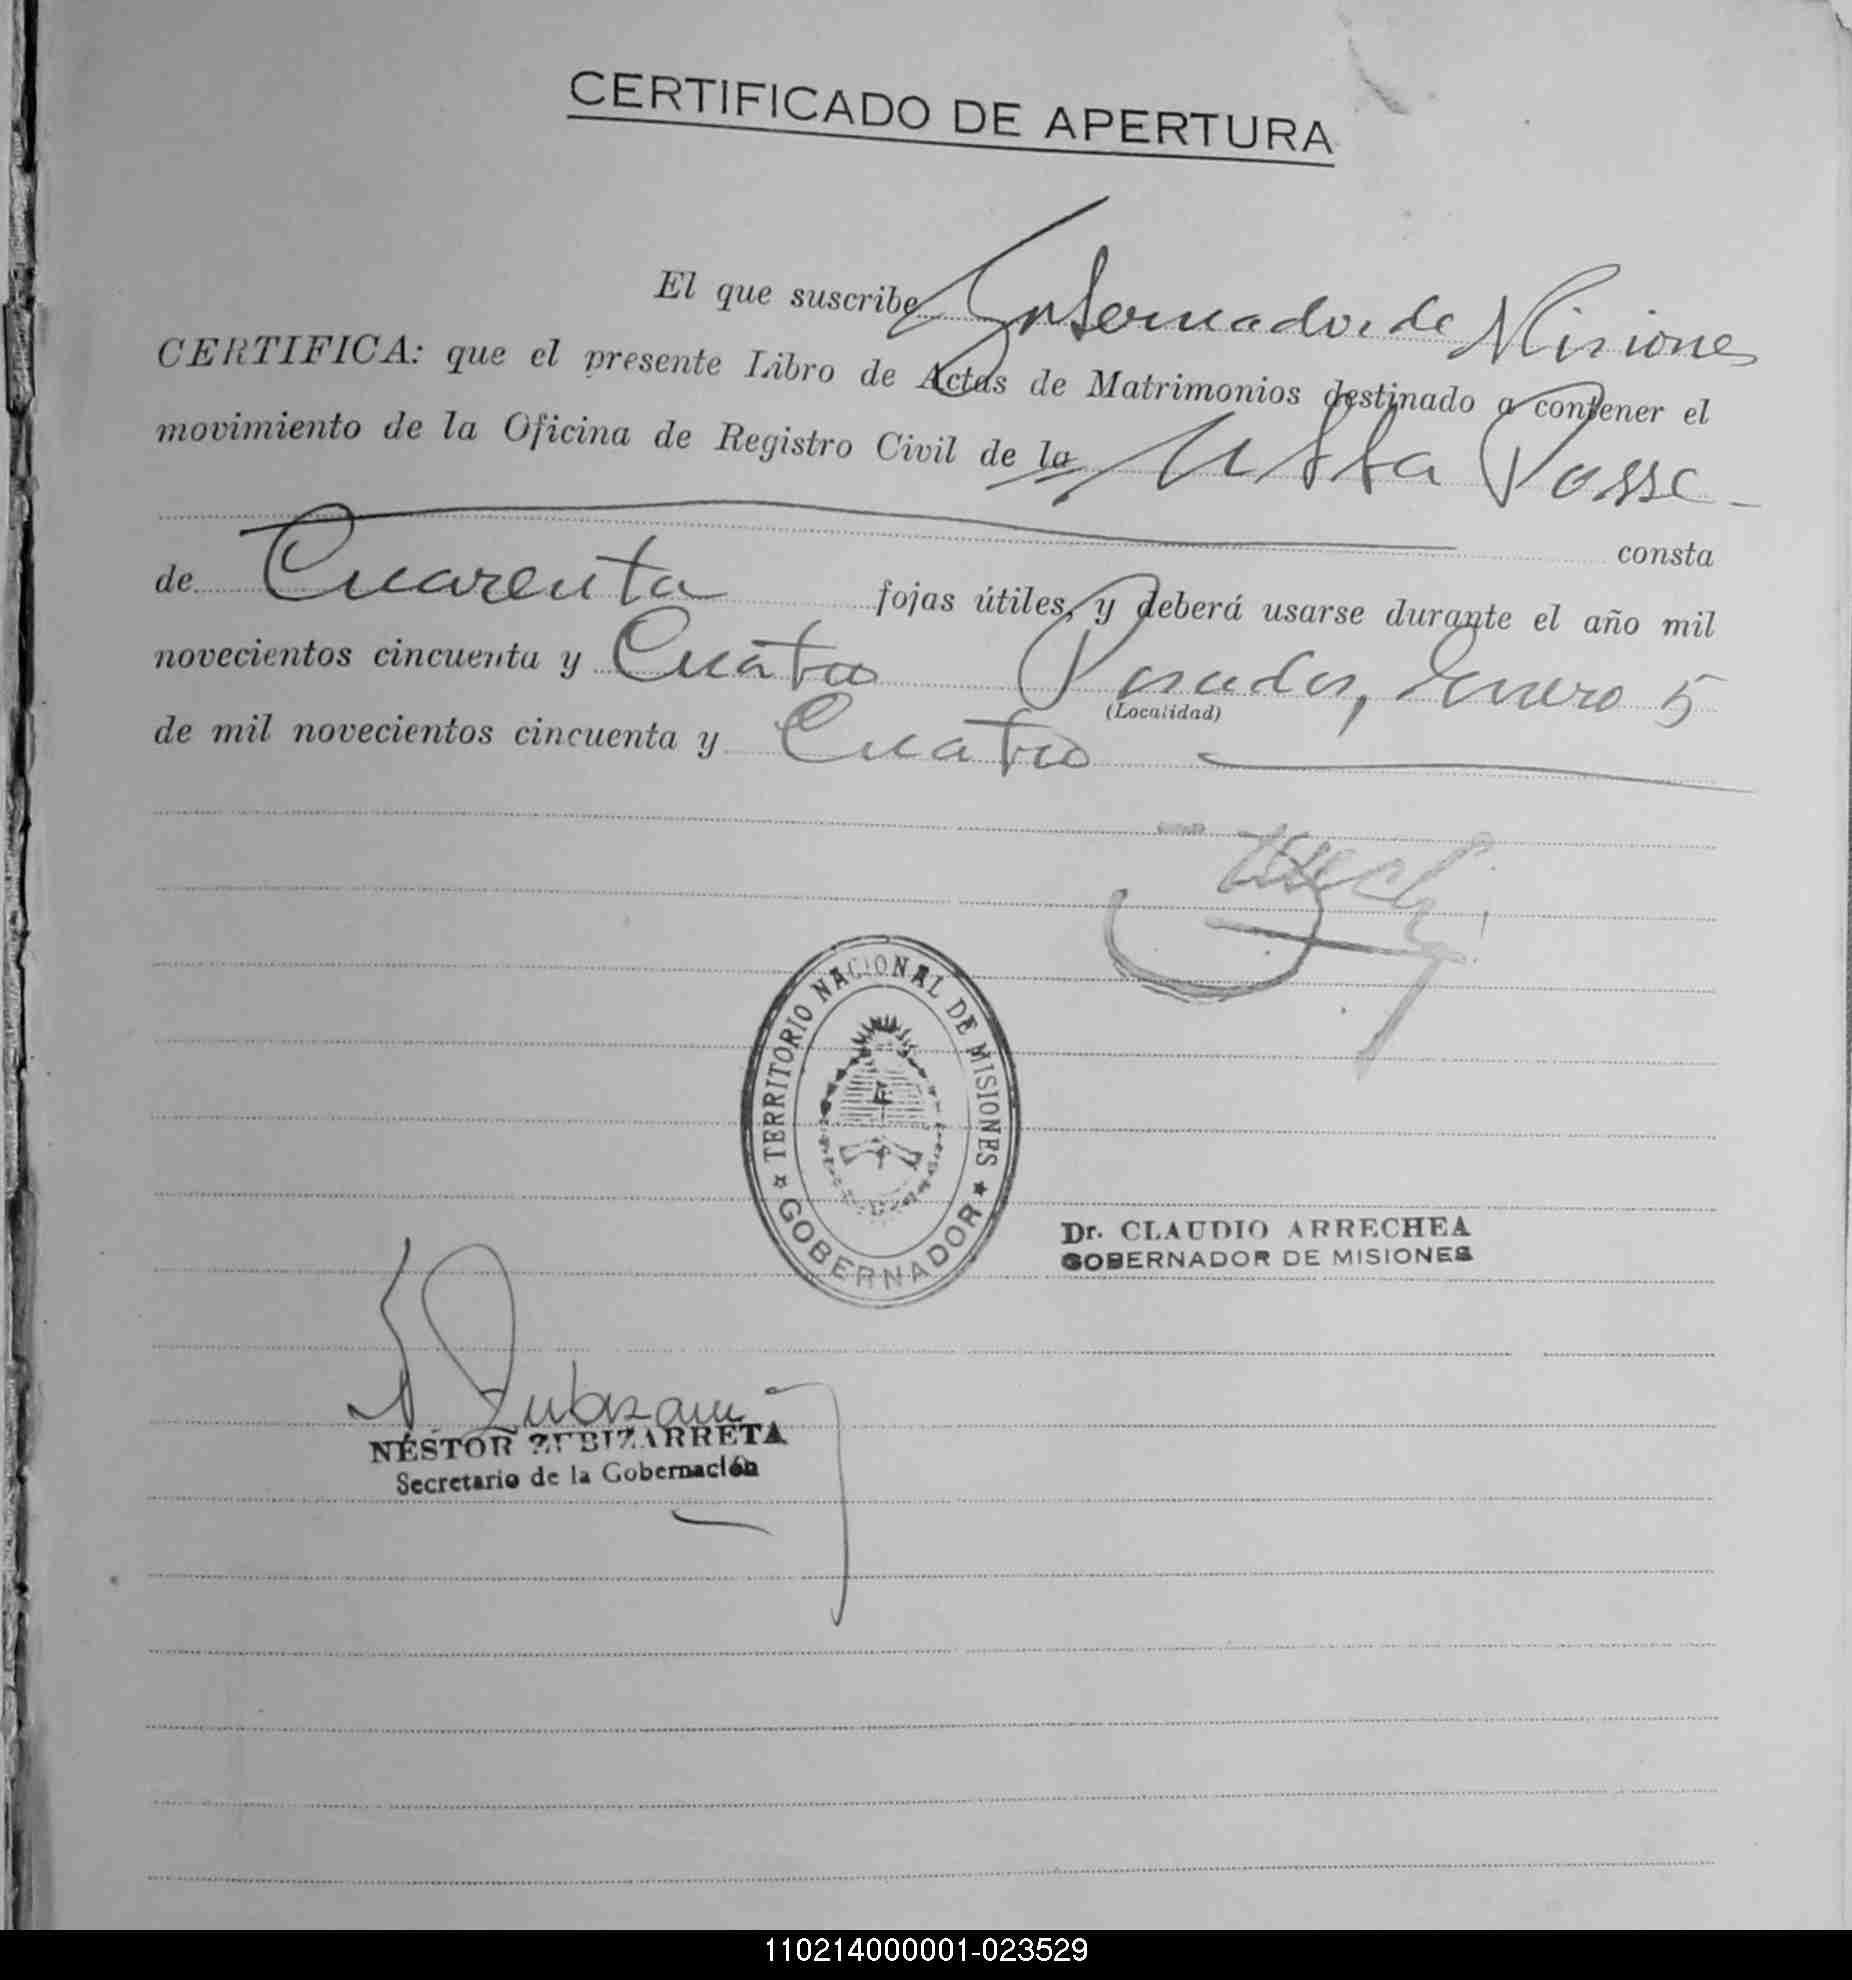 CERTIFICADO DE APERTURA
El que suscribe Gobernador de Misiones
CERTIFICA: que el presente Libro de Actas de Matrimonios destinado a contener el
movimiento de la Oficina de Registro Civil de la Alba Posse
consta
de Cuarenta fojas útiles, y deberá usarse durante el año mil
novecientos cincuenta y Cuatro Posadas, Enero 5
(Localidad)
de mil novecientos cincuenta y Cuatro
TERRITORIO NACIONAL DE MISIONES
GOBERNADOR
Dr. CLAUDIO ARRECHEA
GOBERNADOR DE MISIONES
NÉSTOR ZUBIZARRETA
Secretario de la Gobernación
110214000001-023529